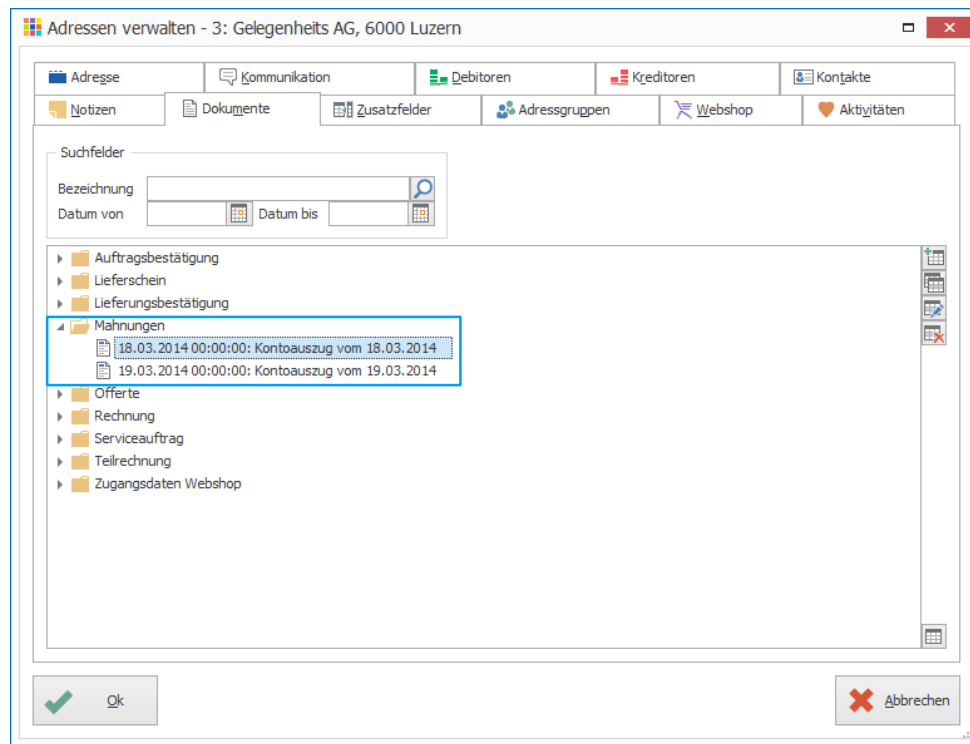 Adressen verwalten - 3: Gelegenheits AG, 6000 Luzern
Adresse Kommunikation Debitoren Kreditoren Kontakte
Notizen Dokumente Zusatzfelder Adressgruppen Webshop Aktivitäten
Suchfelder
Bezeichnung
Datum von Datum bis
Auftragsbestätigung
Lieferschein
Lieferungsbestätigung
Mahnungen
18.03.2014 00:00:00: Kontoauszug vom 18.03.2014
19.03.2014 00:00:00: Kontoauszug vom 19.03.2014
Offerte
Rechnung
Serviceauftrag
Teilrechnung
Zugangsdaten Webshop
Ok Abbrechen